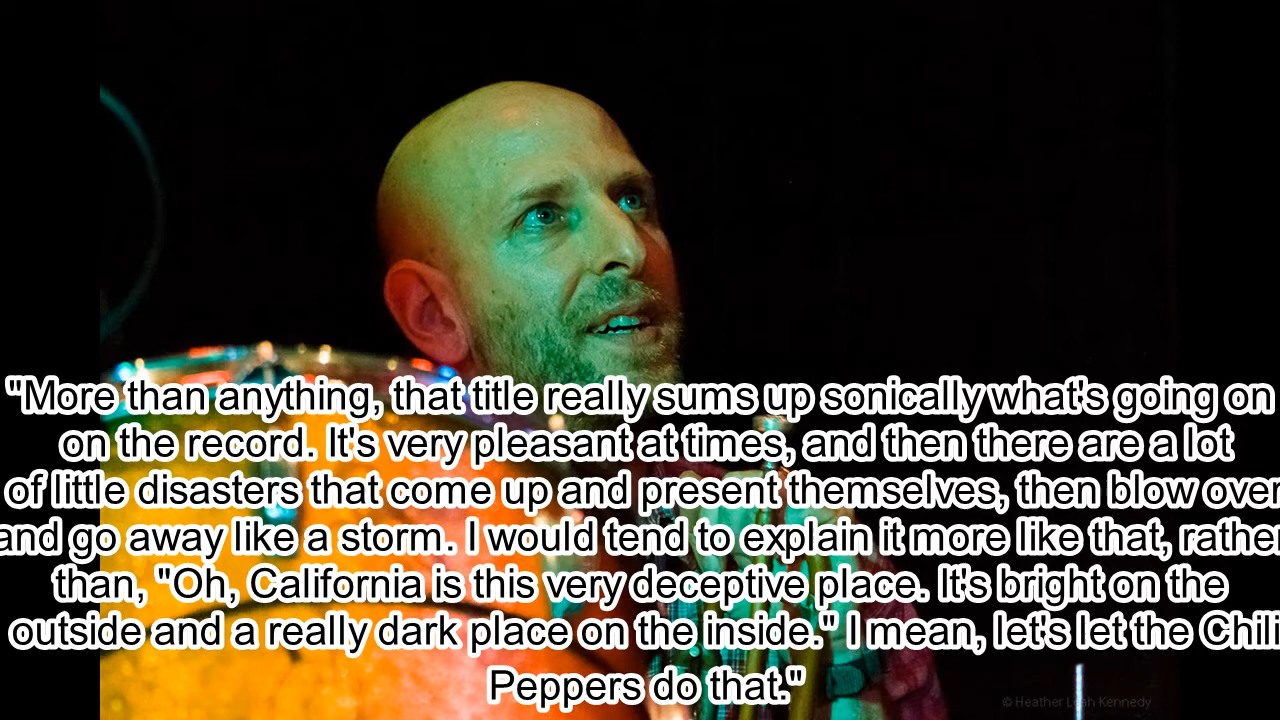 "More than anything, that title really sums up sonically what's going on
on the record. It's very pleasant at times, and then there are a lot
of little disasters that come up and present themselves, then blow over
and go away like a storm. I would tend to explain it more like that, rather
than, "Oh, California is this very deceptive place. It's bright on the
outside and a really dark place on the inside." I mean, let's let the Chili
Peppers do that."
© Heather Leah Kennedy